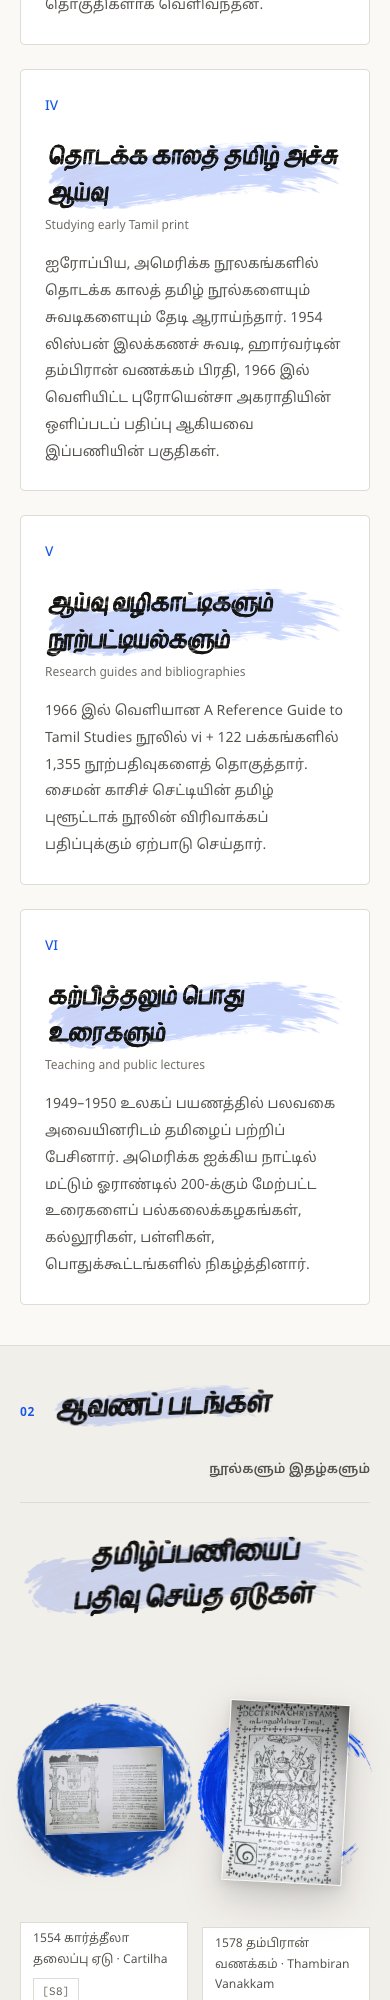 தொகுதிகளாக வெளிவந்தன.
IV
தொடக்க காலத் தமிழ் அச்சு
ஆய்வு
Studying early Tamil print
ஐரோப்பிய, அமெரிக்க நூலகங்களில்
தொடக்க காலத் தமிழ் நூல்களையும்
சுவடிகளையும் தேடி ஆராய்ந்தார். 1954
லிஸ்பன் இலக்கணச் சுவடி, ஹார்வர்டின்
தம்பிரான் வணக்கம் பிரதி, 1966 இல்
வெளியிட்ட புரோயென்சா அகராதியின்
ஒளிப்படப் பதிப்பு ஆகியவை
இப்பணியின் பகுதிகள்.
V
ஆய்வு வழிகாட்டிகளும்
நூற்பட்டியல்களும்
Research guides and bibliographies
1966 இல் வெளியான A Reference Guide to
Tamil Studies நூலில் vi + 122 பக்கங்களில்
1,355 நூற்பதிவுகளைத் தொகுத்தார்.
சைமன் காசிச் செட்டியின் தமிழ்
புளூட்டாக் நூலின் விரிவாக்கப்
பதிப்புக்கும் ஏற்பாடு செய்தார்.
VI
கற்பித்தலும் பொது
உரைகளும்
Teaching and public lectures
1949–1950 உலகப் பயணத்தில் பலவகை
அவையினரிடம் தமிழைப் பற்றிப்
பேசினார். அமெரிக்க ஐக்கிய நாட்டில்
மட்டும் ஓராண்டில் 200-க்கும் மேற்பட்ட
உரைகளைப் பல்கலைக்கழகங்கள்,
கல்லூரிகள், பள்ளிகள்,
பொதுக்கூட்டங்களில் நிகழ்த்தினார்.
02 ஆவணப் படங்கள்
நூல்களும் இதழ்களும்
தமிழ்ப்பணியைப்
பதிவு செய்த ஏடுகள்
DOCTRINA CHRISTAM
en Lingua Malauar Tamul.
1554 கார்த்தீலா
தலைப்பு ஏடு · Cartilha
[S8]
1578 தம்பிரான்
வணக்கம் · Thambiran
Vanakkam